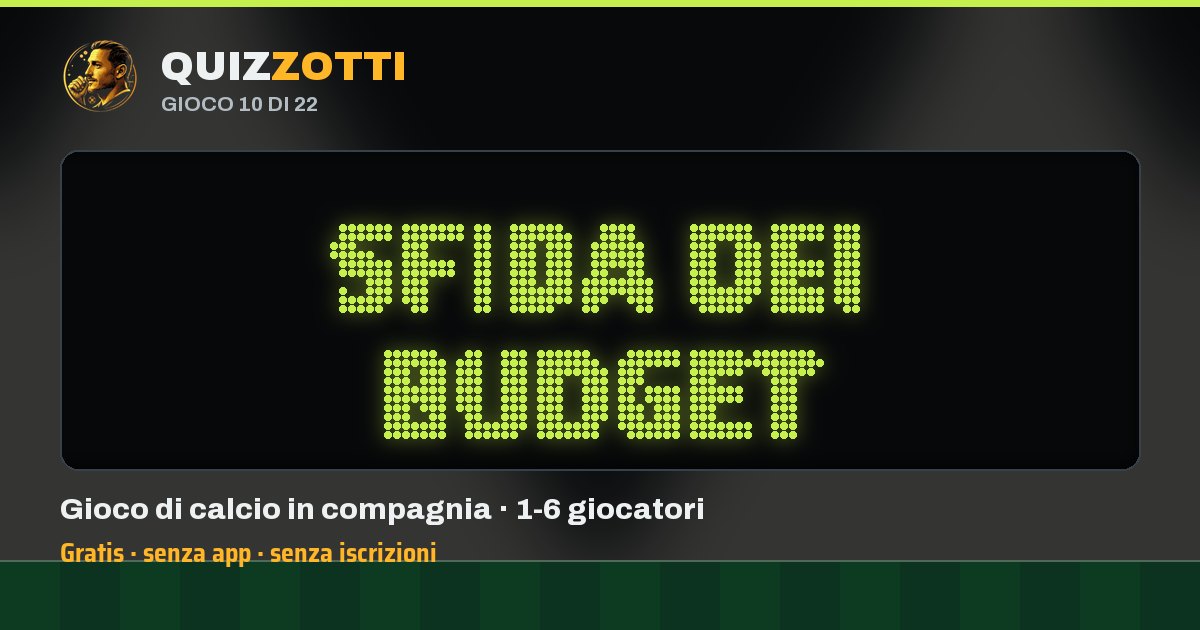 QUIZZOTTI
GIOCO 10 DI 22
SFIDA DEI
BUDGET
Gioco di calcio in compagnia · 1-6 giocatori
Gratis · senza app · senza iscrizioni